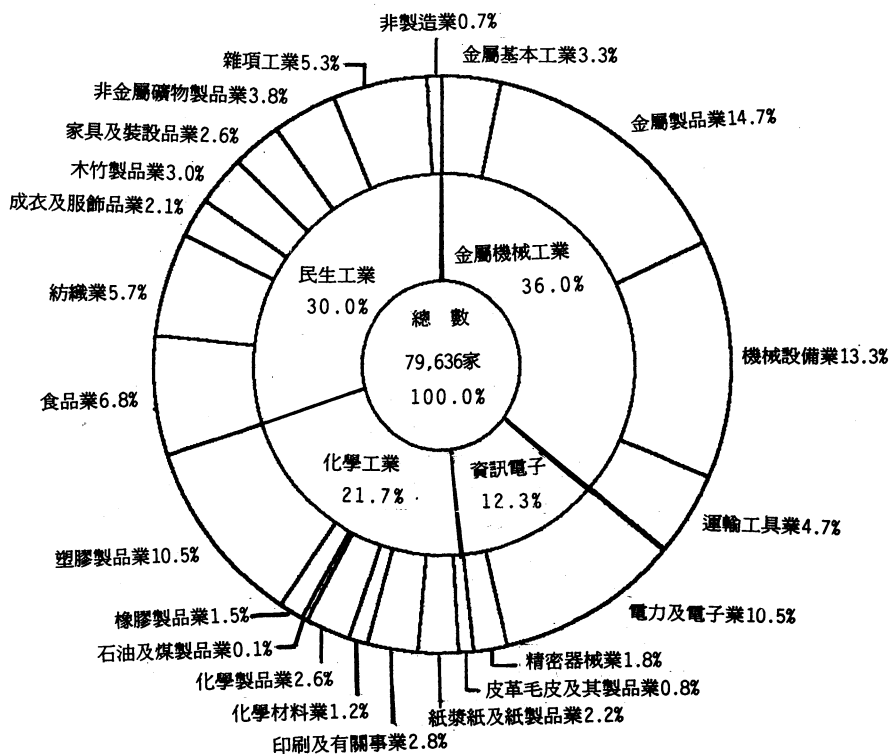 非製造業0.7%
金屬基本工業3.3%
雜項工業5.3%
非金屬礦物製品業3.8%
金屬製品業14.7%
家具及裝設品業2.6%
木竹製品業3.0%
成衣及服飾品業2.1%
民生工業
30.0%
金屬機械工業
36.0%
紡織業5.7%
總 數
79,636家
100.0%
機械設備業13.3%
食品業6.8%
化學工業
21.7%
資訊電子
12.3%
運輸工具業4.7%
塑膠製品業10.5%
電力及電子業10.5%
橡膠製品業1.5%
石油及煤製品業0.1%
精密器械業1.8%
化學製品業2.6%
皮革毛皮及其製品業0.8%
化學材料業1.2%
紙漿紙及紙製品業2.2%
印刷及有關事業2.8%